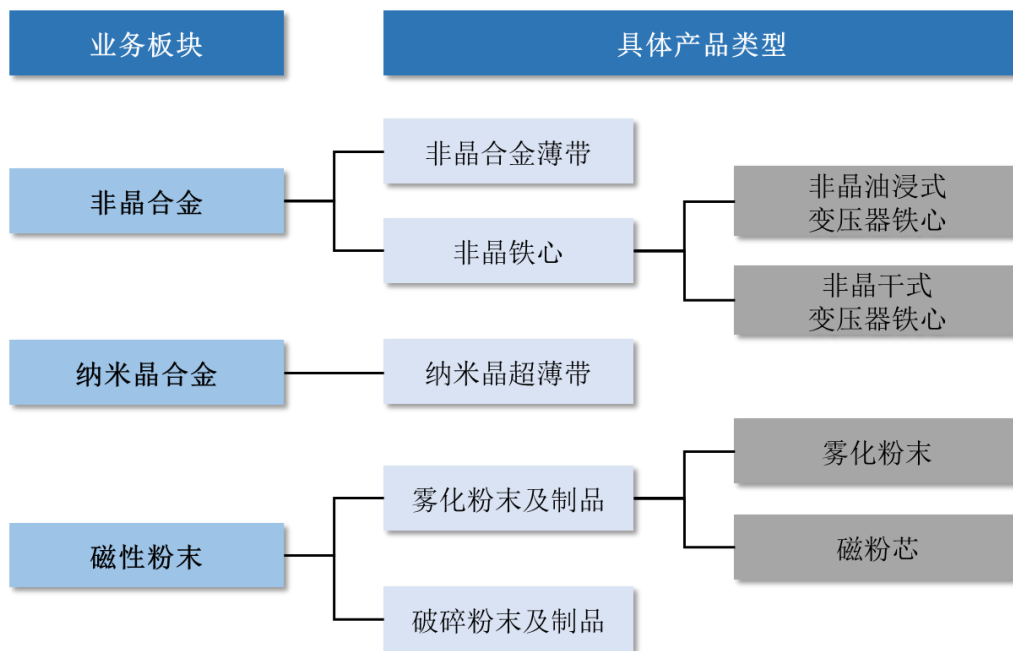 业务板块
具体产品类型
非晶合金
非晶合金薄带
非晶铁心
非晶油浸式
变压器铁心
非晶干式
变压器铁心
纳米晶合金
纳米晶超薄带
磁性粉末
雾化粉末及制品
雾化粉末
磁粉芯
破碎粉末及制品